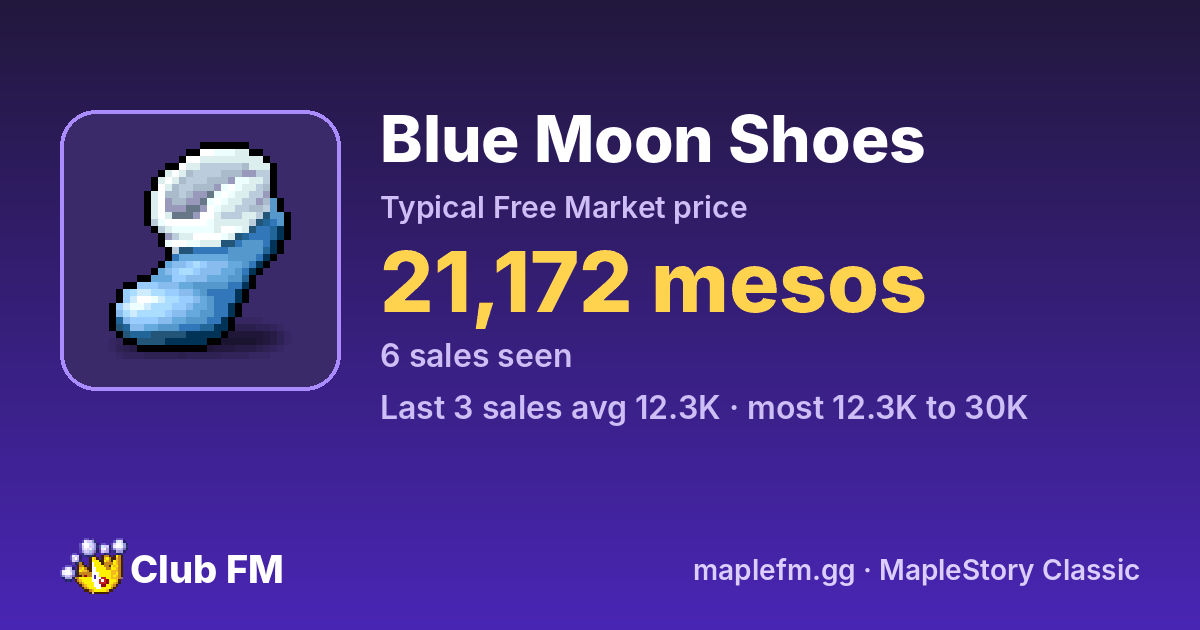 Blue Moon Shoes
Typical Free Market price
21,172 mesos
6 sales seen
Last 3 sales avg 12.3K · most 12.3K to 30K
Club FM
maplefm.gg · MapleStory Classic